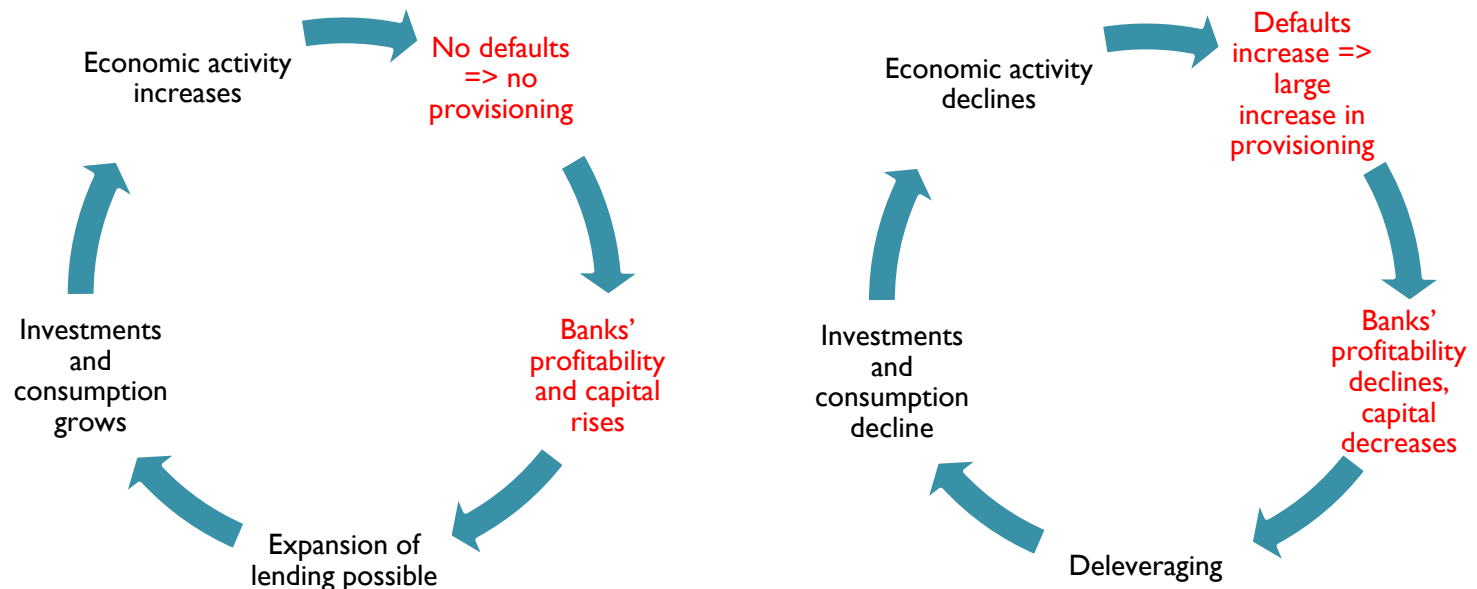 Economic activity
increases
No defaults
=> no
provisioning
Banks’
profitability
and capital
rises
Expansion of
lending possible
Investments
and
consumption
grows
Economic activity
declines
Defaults
increase =>
large
increase in
provisioning
Banks’
profitability
declines,
capital
decreases
Deleveraging
Investments
and
consumption
decline